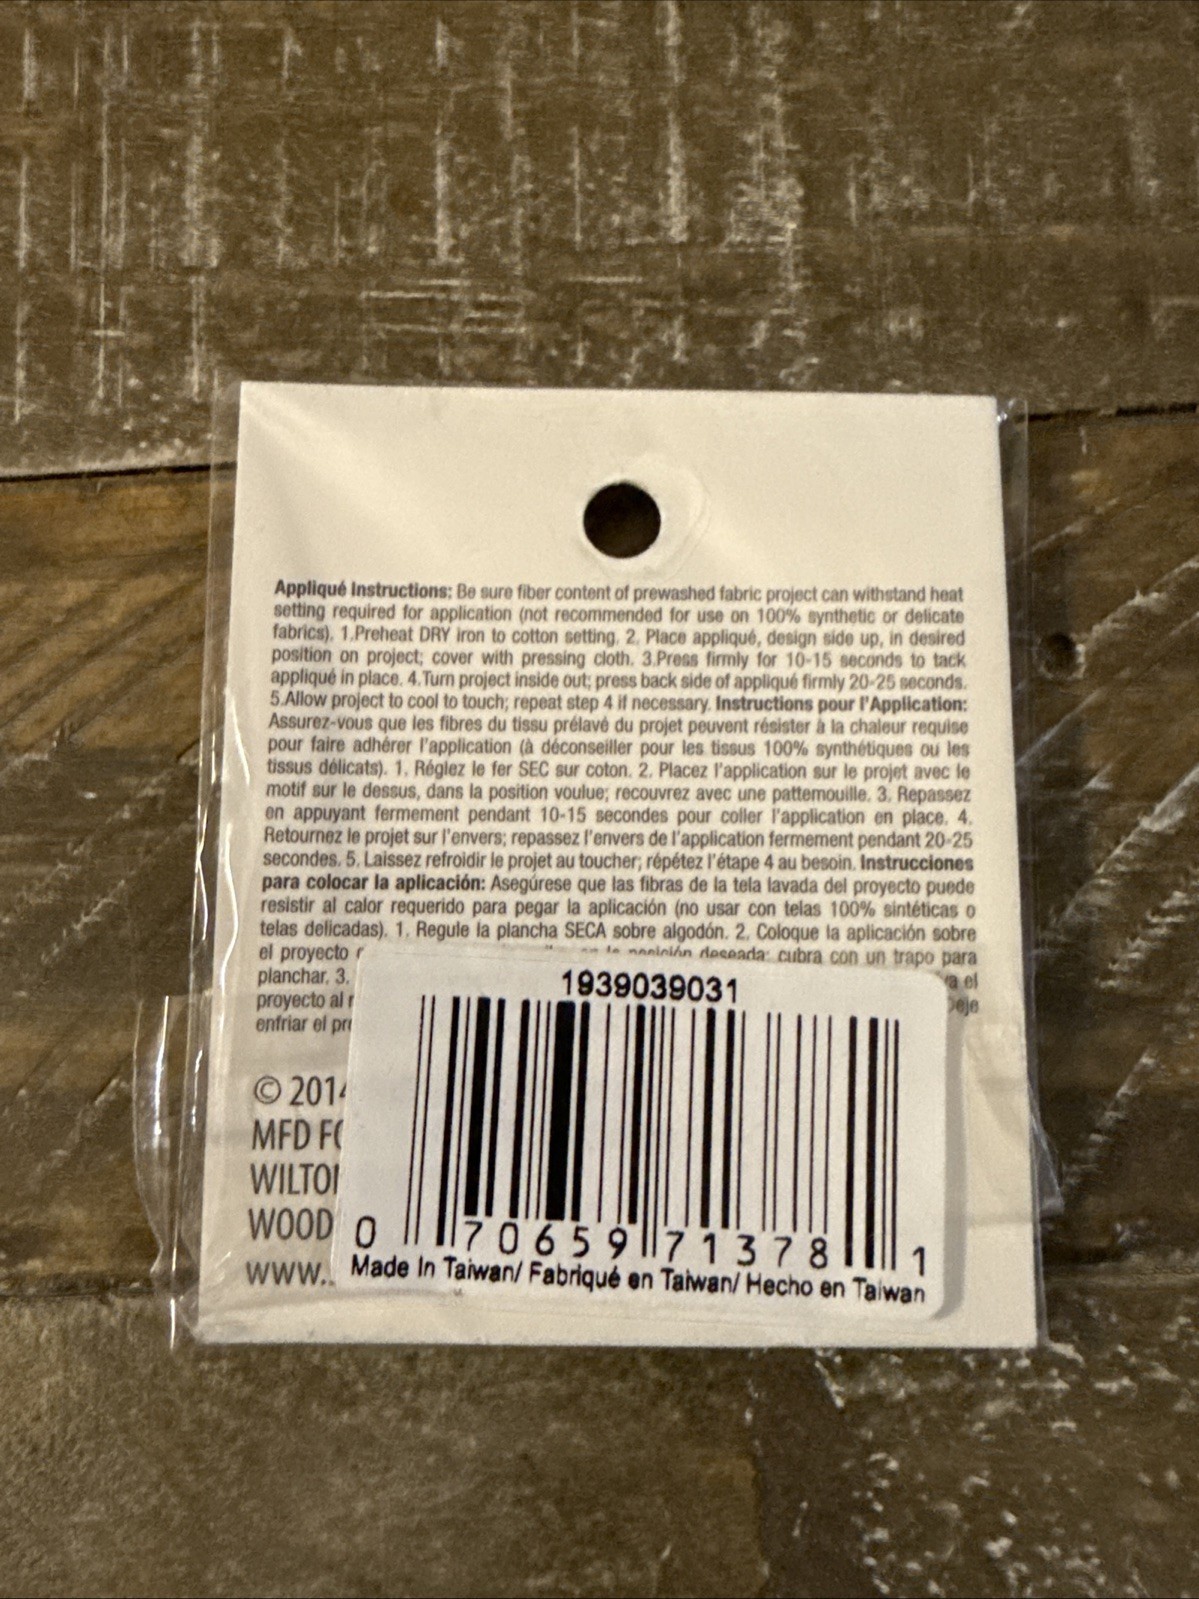 Appliqué Instructions: Be sure fiber content of prewashed fabric project can withstand heat
setting required for application (not recommended for use on 100% synthetic or delicate
fabrics). 1.Preheat DRY iron to cotton setting. 2. Place appliqué, design side up, in desired
position on project; cover with pressing cloth. 3.Press firmly for 10-15 seconds to tack
appliqué in place. 4.Turn project inside out; press back side of appliqué firmly 20-25 seconds.
5.Allow project to cool to touch; repeat step 4 if necessary. Instructions pour l'Application:
Assurez-vous que les fibres du tissu prélavé du projet peuvent résister à la chaleur requise
pour faire adhérer l'application (à déconseiller pour les tissus 100% synthétiques ou les
tissus délicats). 1. Réglez le fer SEC sur coton. 2. Placez l'application sur le projet avec le
motif sur le dessus, dans la position voulue; recouvrez avec une pattemouille. 3. Repassez
en appuyant fermement pendant 10-15 secondes pour coller l'application en place. 4.
Retournez le projet sur l'envers; repassez l'envers de l'application fermement pendant 20-25
secondes. 5. Laissez refroidir le projet au toucher; répétez l'étape 4 au besoin. Instrucciones
para colocar la aplicación: Asegúrese que las fibras de la tela lavada del proyecto puede
resistir al calor requerido para pegar la aplicación (no usar con telas 100% sintéticas o
telas delicadas). 1. Regule la plancha SECA sobre algodón. 2. Coloque la aplicación sobre
el proyecto posición deseada; cubra con un trapo para
planchar. 3. el
proyecto al
enfriar el
© 2014
MFD
WOOD
www.
1939039031
0 70659 71378 1
Made In Taiwan/ Fabriqué en Taiwan/ Hecho en Taiwan